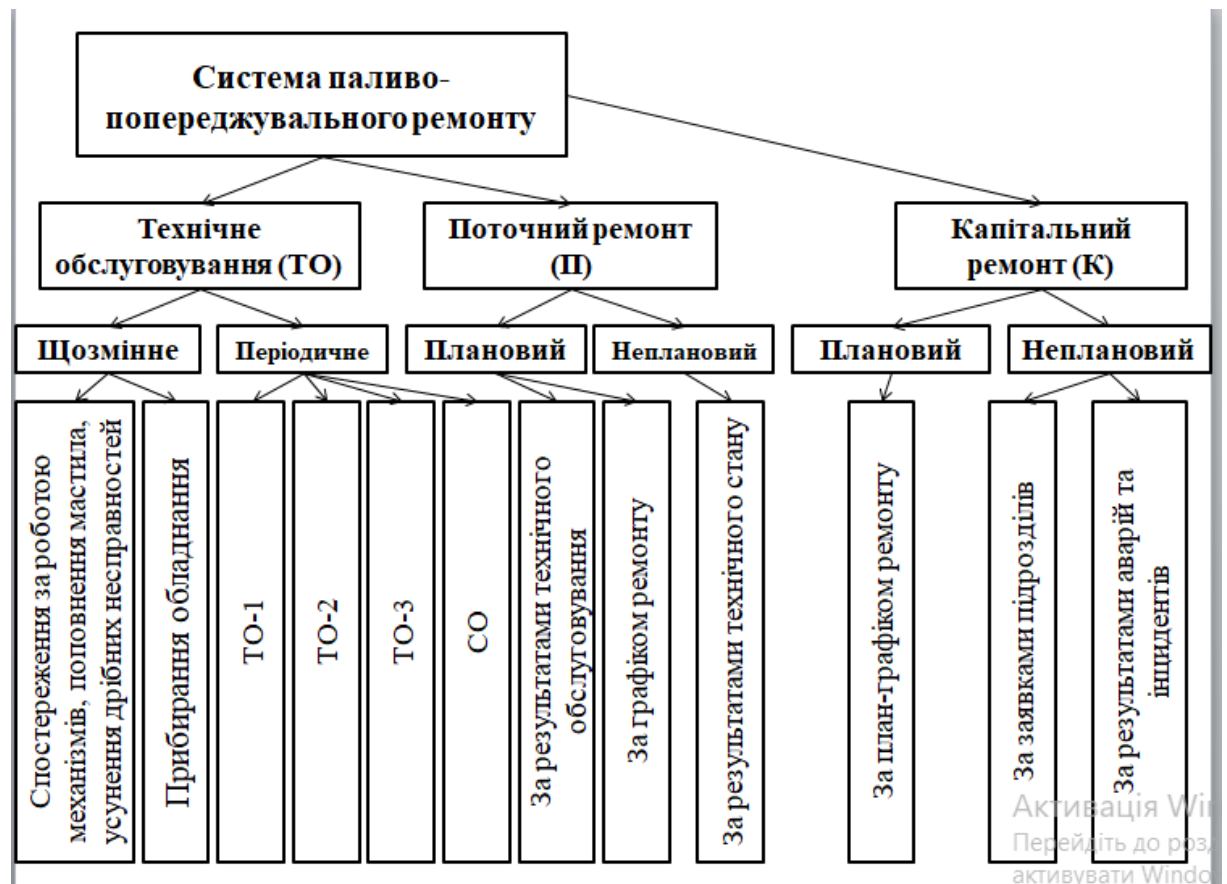 Система паливо-
попереджувального ремонту
Технічне
обслуговування (ТО)
Поточний ремонт
(П)
Капітальний
ремонт (К)
Щозмінне
Періодичне
Плановий
Неплановий
Плановий
Неплановий
Спостереження за роботою
механізмів, поповнення мастила,
усунення дрібних несправностей
Прибирання обладнання
ТО-1
ТО-2
ТО-3
СО
За результатами технічного
обслуговування
За графіком ремонту
За результатами технічного стану
За план-графіком ремонту
За заявками підрозділів
За результатами аварій та
інцидентів
Активація Wi
Перейдіть до роз
активувати Windo